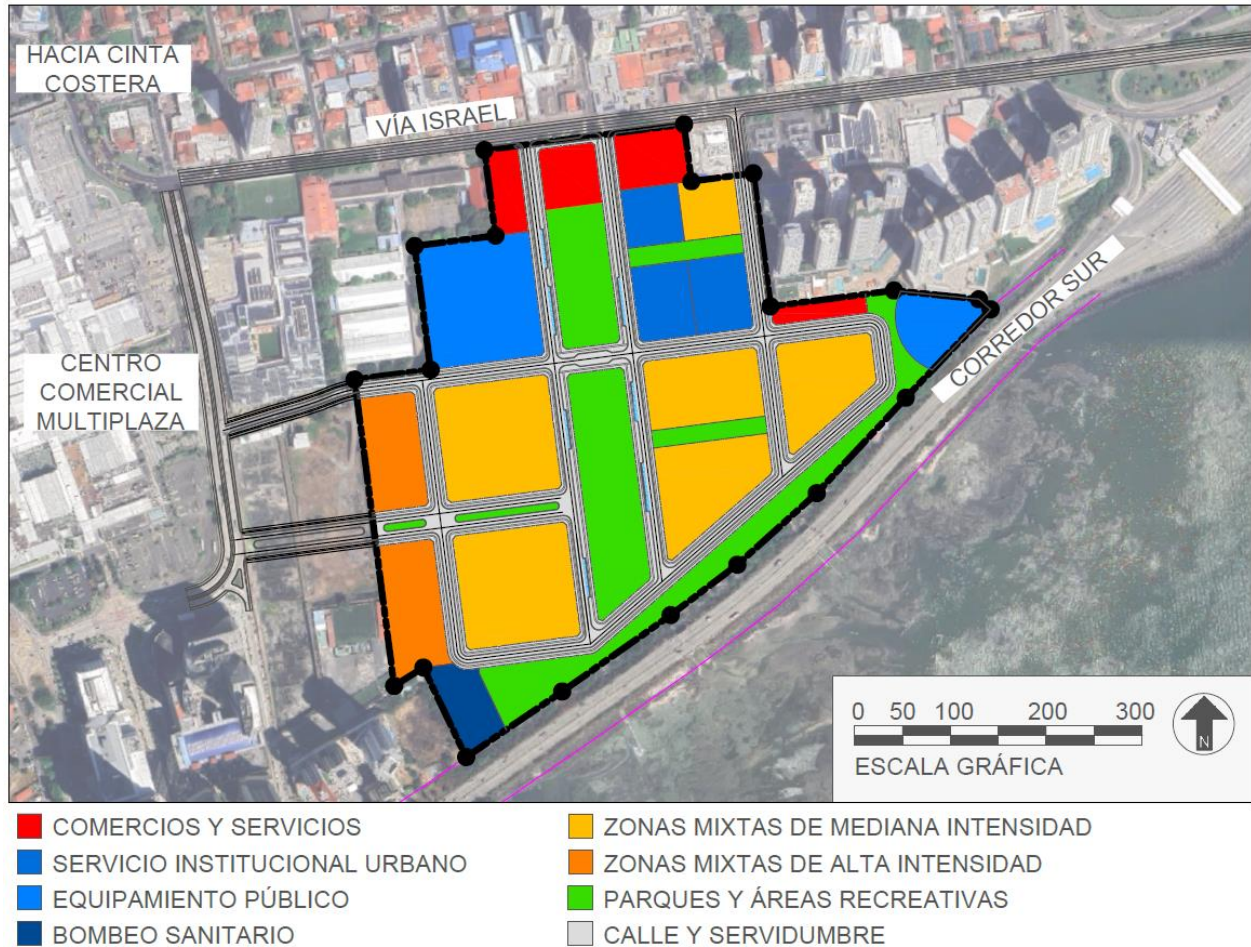 HACIA CINTA
COSTERA
VÍA ISRAEL
CORREDOR SUR
CENTRO
COMERCIAL
MULTIPLAZA
0 50 100 200 300
N
ESCALA GRÁFICA
COMERCIOS Y SERVICIOS
SERVICIO INSTITUCIONAL URBANO
EQUIPAMIENTO PÚBLICO
BOMBEO SANITARIO
ZONAS MIXTAS DE MEDIANA INTENSIDAD
ZONAS MIXTAS DE ALTA INTENSIDAD
PARQUES Y ÁREAS RECREATIVAS
CALLE Y SERVIDUMBRE